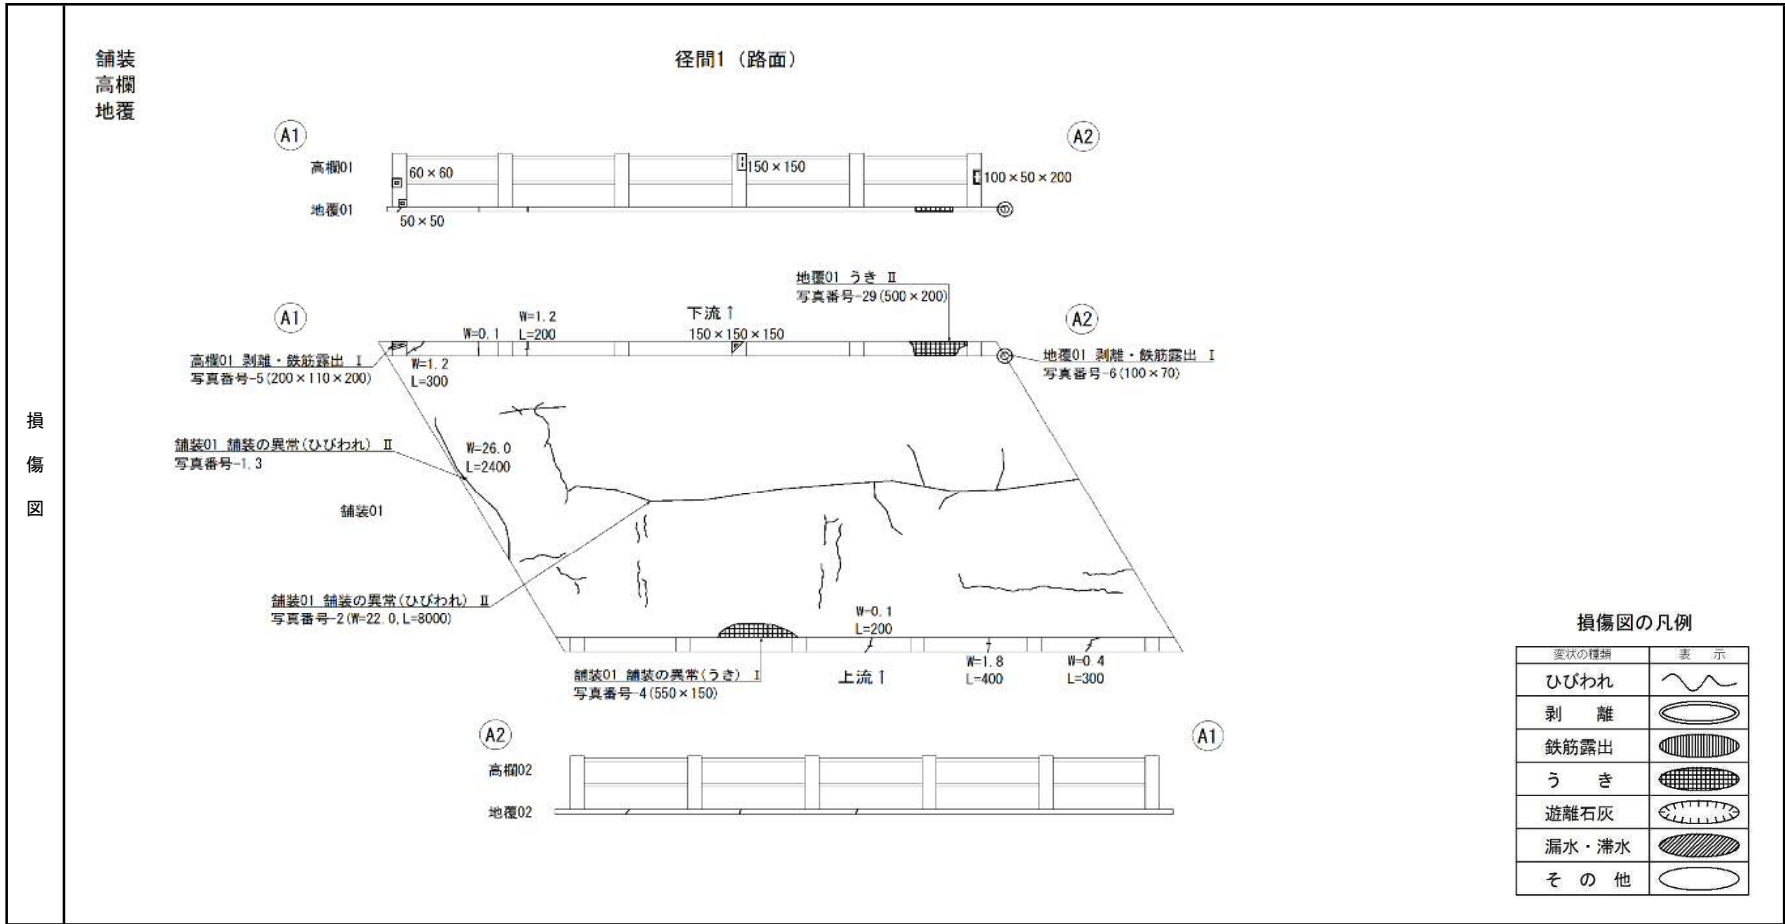 損傷図
舗装
高欄
地覆
径間1（路面）
A1
A2
高欄01
60×60
150×150
100×50×200
地覆01
50×50
地覆01 うき Ⅱ
写真番号-29(500×200)
A1
A2
W=0.1
W=1.2
L=200
下流↑
150×150×150
高欄01 剥離・鉄筋露出 Ⅰ
写真番号-5(200×110×200)
W=1.2
L=300
地覆01 剥離・鉄筋露出 Ⅰ
写真番号-6(100×70)
舗装01 舗装の異常(ひびわれ) Ⅱ
写真番号-1,3
W=26.0
L=2400
舗装01
舗装01 舗装の異常(ひびわれ) Ⅱ
写真番号-2(W=22.0,L=8000)
W=0.1
L=200
舗装01 舗装の異常(うき) Ⅰ
写真番号-4(550×150)
上流↑
W=1.8
L=400
W=0.4
L=300
A2
A1
高欄02
地覆02
損傷図の凡例
変状の種類 表 示
ひびわれ
剥 離
鉄筋露出
う き
遊離石灰
漏水・滞水
そ の 他